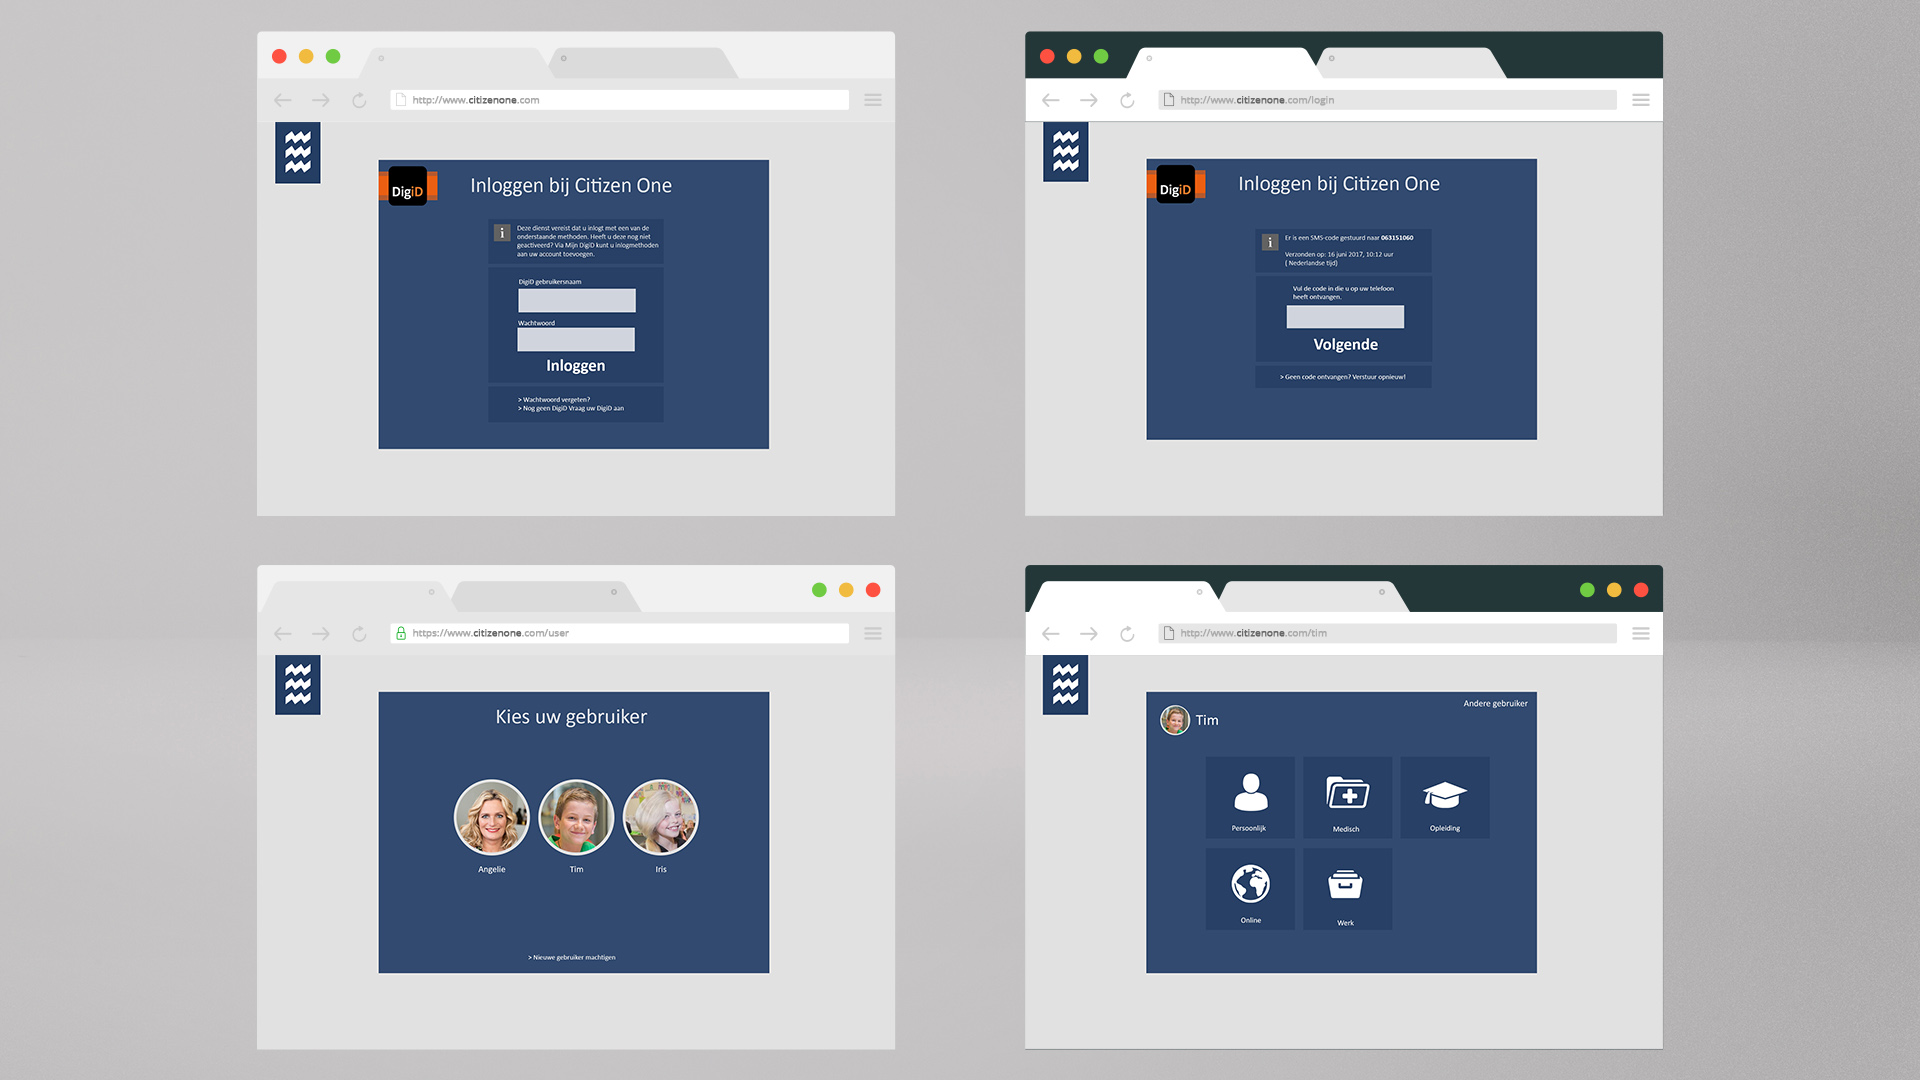 http://www.citizenone.com
DigiD
Inloggen bij Citizen One
i
Deze dienst vereist dat u inlogt met een van de
onderstaande methoden. Heeft u deze nog niet
geactiveerd? Via Mijn DigiD kunt u inlogmethoden
aan uw account toevoegen.
DigiD gebruikersnaam
Wachtwoord
Inloggen
> Wachtwoord vergeten?
> Nog geen DigiD Vraag uw DigiD aan
http://www.citizenone.com/login
DigiD
Inloggen bij Citizen One
i
Er is een SMS-code gestuurd naar 063151060
Verzonden op: 16 juni 2017, 10:12 uur
( Nederlandse tijd)
Vul de code in die u op uw telefoon
heeft ontvangen.
Volgende
> Geen code ontvangen? Verstuur opnieuw!
https://www.citizenone.com/user
Kies uw gebruiker
Angelie
Tim
Iris
> Nieuwe gebruiker machtigen
http://www.citizenone.com/tim
Andere gebruiker
Tim
Persoonlijk
Medisch
Opleiding
Online
Werk